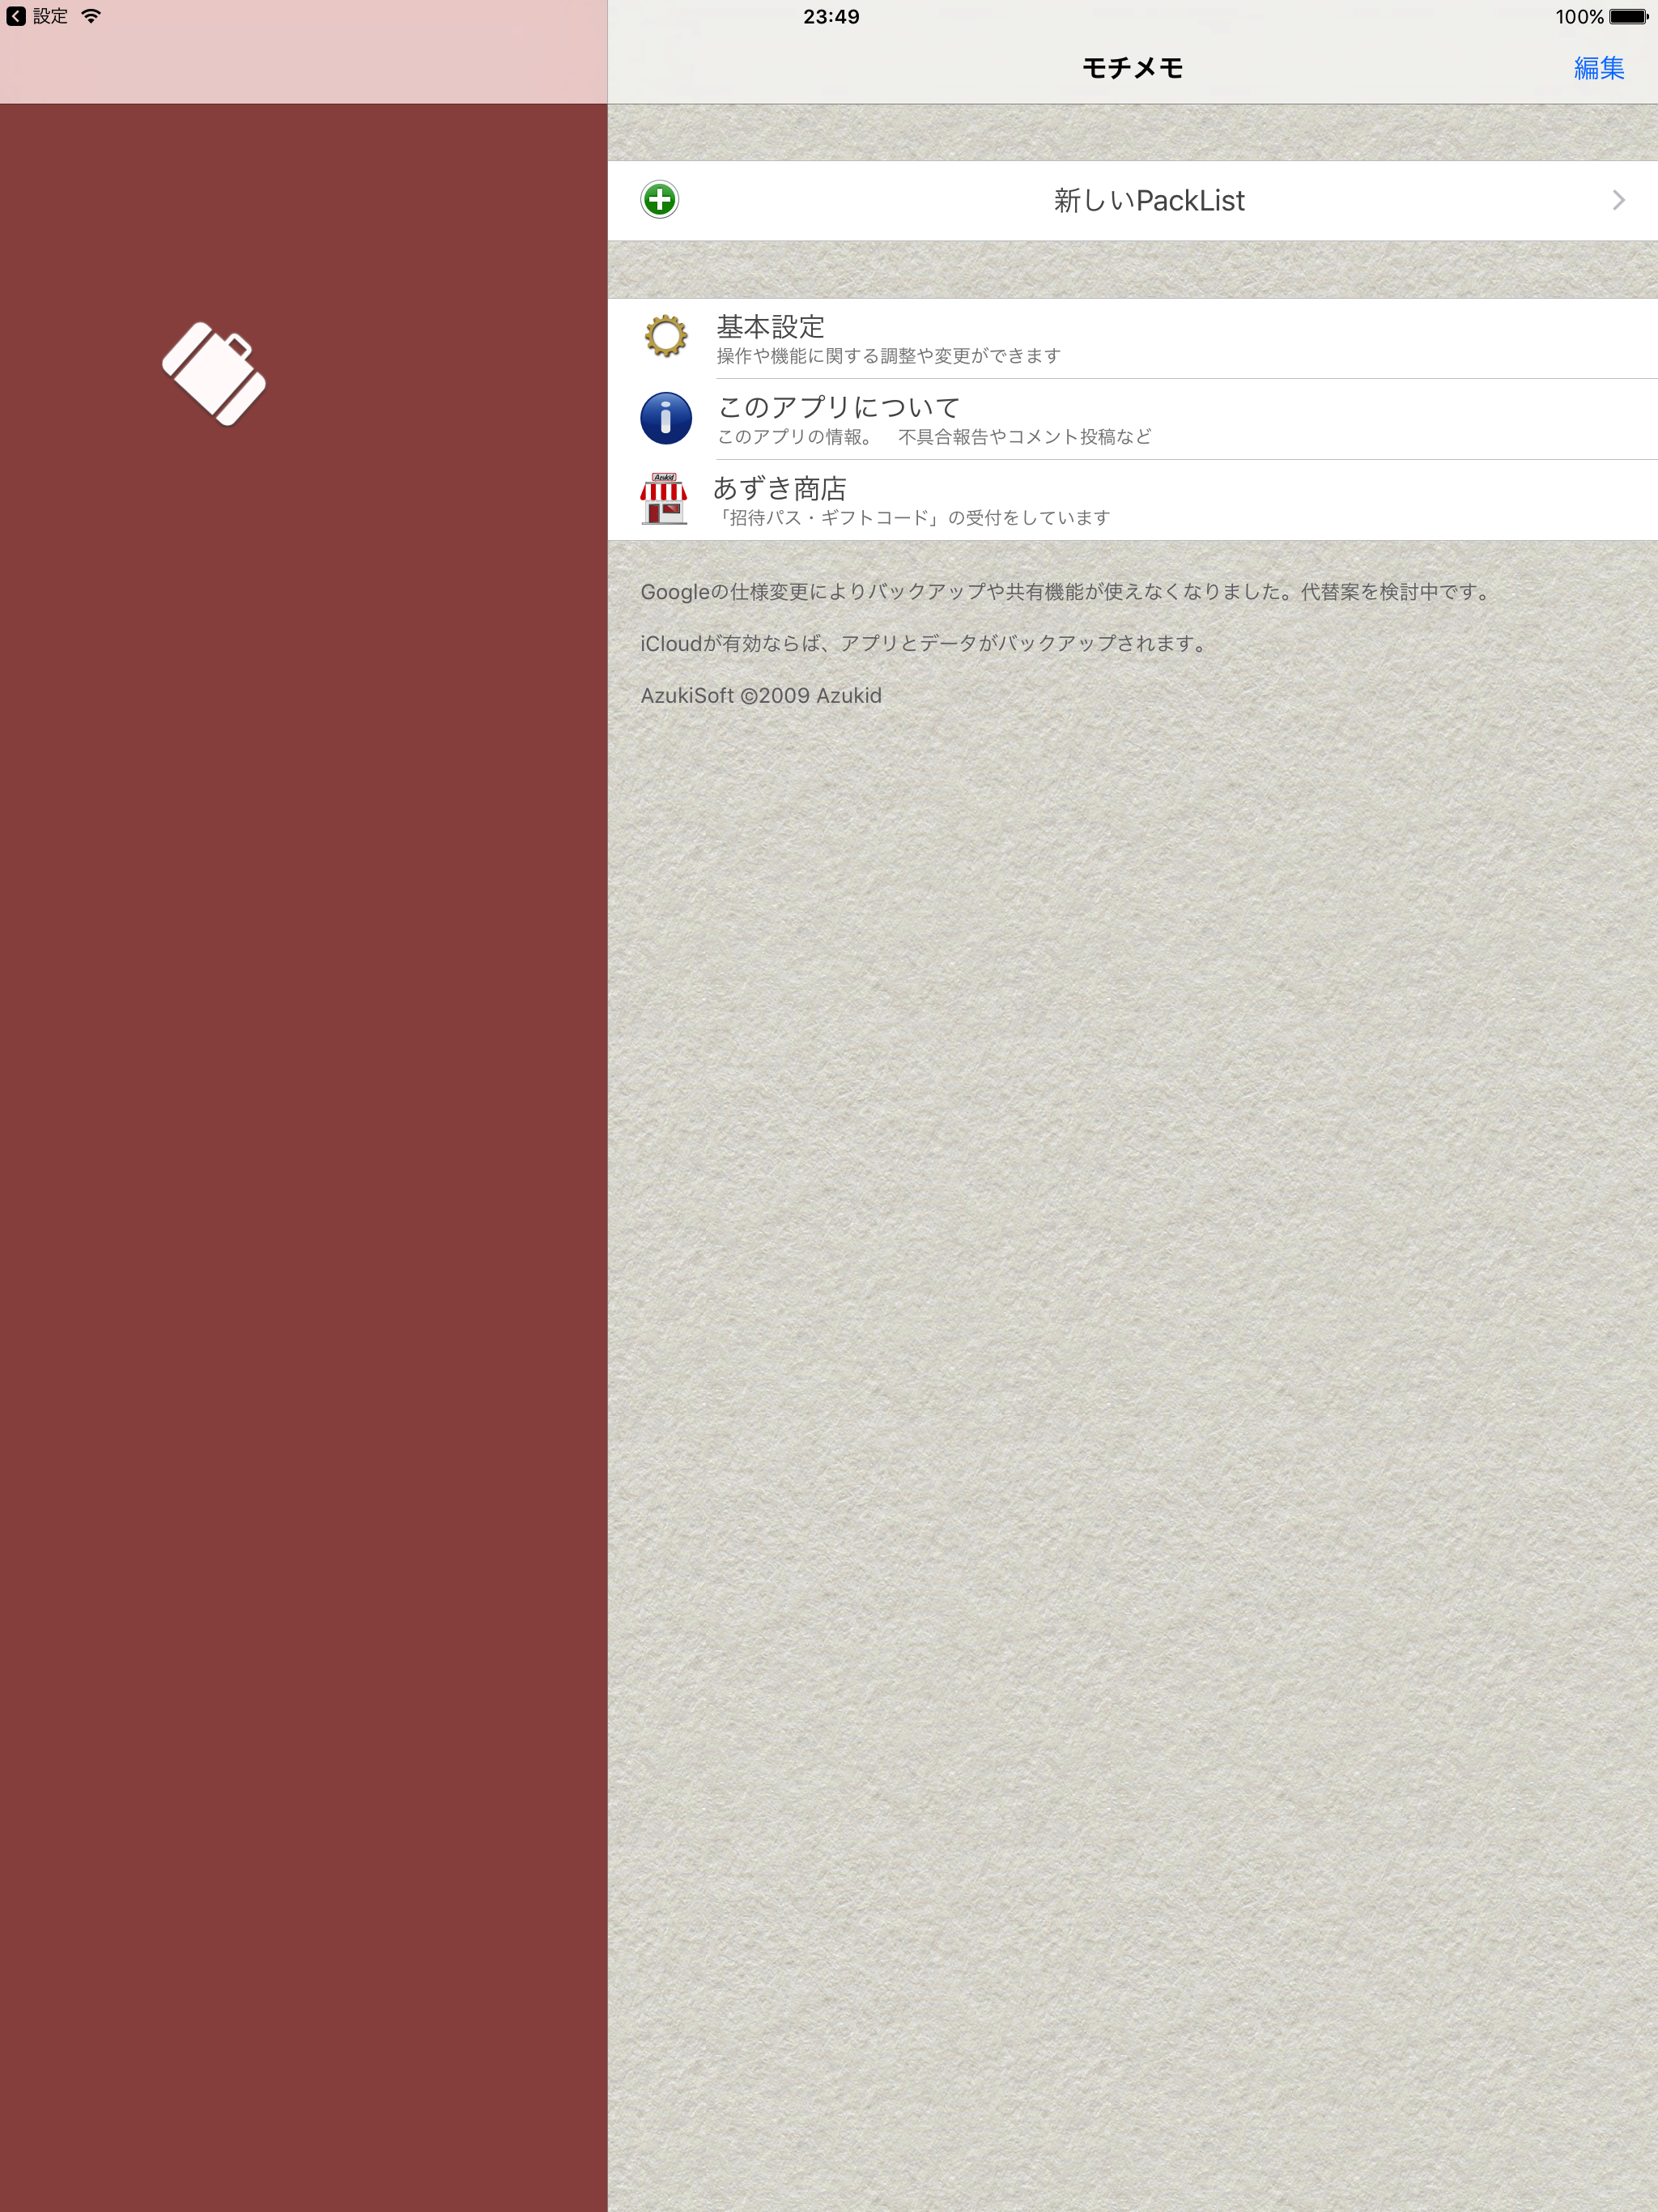 設定
23:49
100%
モチメモ
編集
新しいPackList
基本設定
操作や機能に関する調整や変更ができます
このアプリについて
このアプリの情報。　不具合報告やコメント投稿など
Azukid
あずき商店
「招待パス・ギフトコード」の受付をしています
Googleの仕様変更によりバックアップや共有機能が使えなくなりました。代替案を検討中です。
iCloudが有効ならば、アプリとデータがバックアップされます。
AzukiSoft ©2009 Azukid